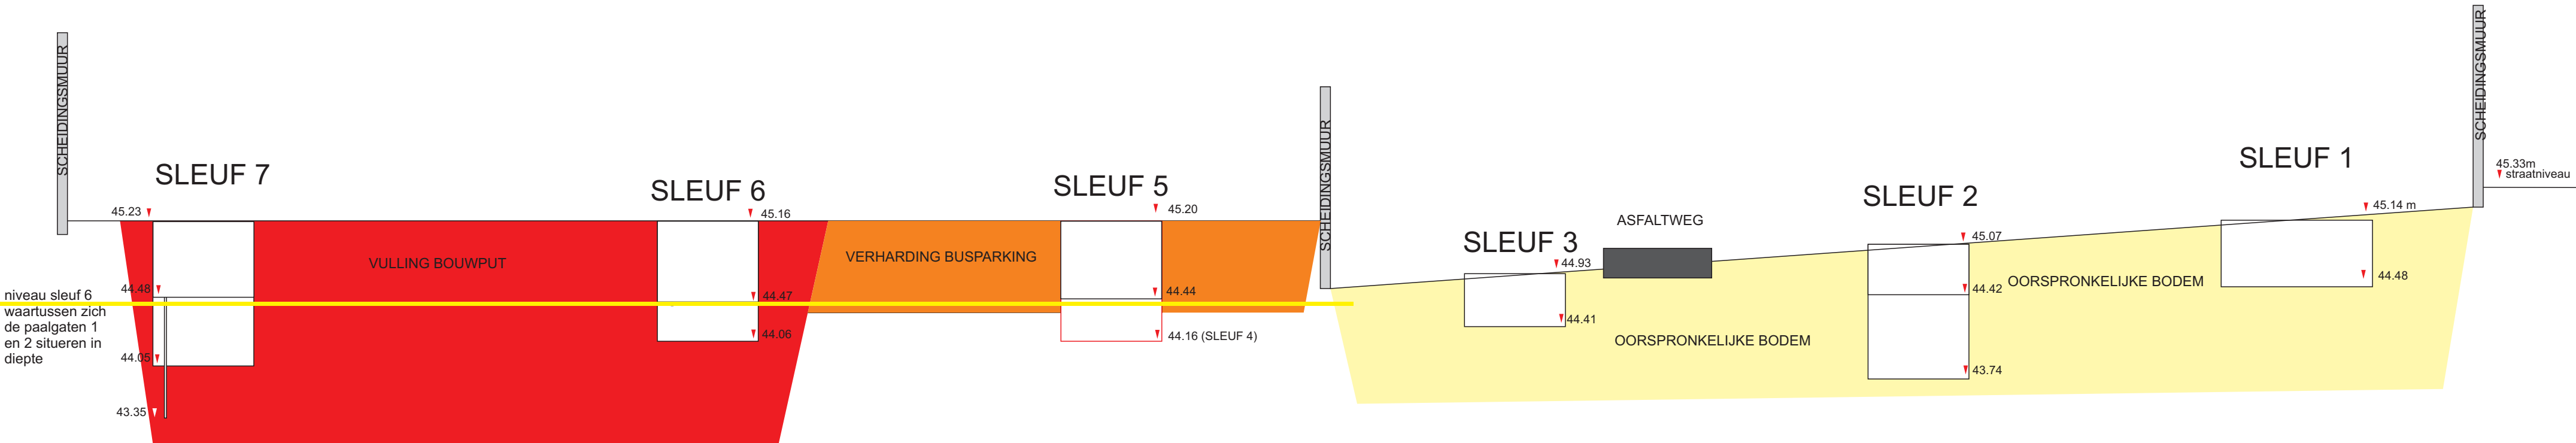 SCHEIDINGSMUUR
SLEUF 7
45.23
VULLING BOUWPUT
44.48
niveau sleuf 6
waartussen zich
de paalgaten 1
en 2 situeren in
diepte
44.05
43.35
SLEUF 6
45.16
44.47
44.06
VERHARDING BUSPARKING
SLEUF 5
45.20
44.44
44.16 (SLEUF 4)
SCHEIDINGSMUUR
SLEUF 3
44.93
44.41
ASFALTWEG
OORSPRONKELIJKE BODEM
SLEUF 2
45.07
44.42
43.74
OORSPRONKELIJKE BODEM
SLEUF 1
45.14 m
44.48
SCHEIDINGSMUUR
45.33m
straatniveau